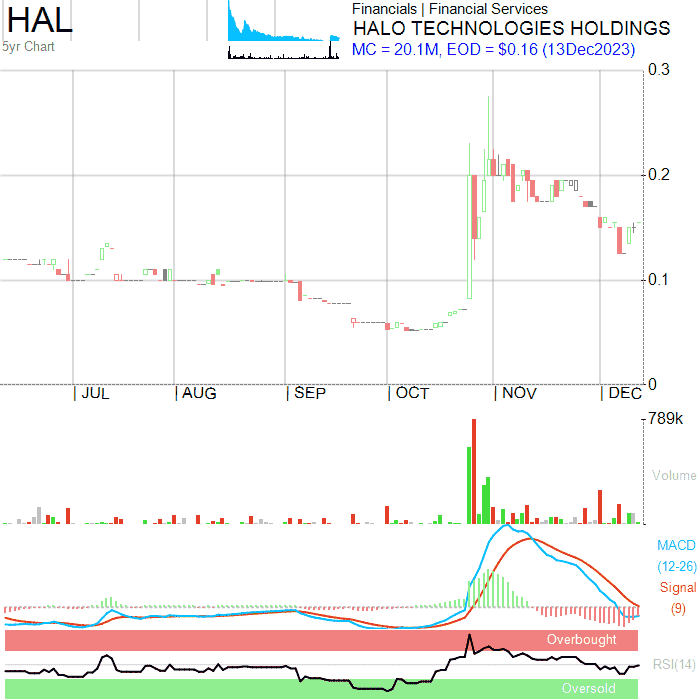 HAL
5yr Chart
Financials | Financial Services
HALO TECHNOLOGIES HOLDINGS
MC = 20.1M, EOD = $0.16 (13Dec2023)
0.3
0.2
0.1
0
JUL AUG SEP OCT NOV DEC
789k
Volume
MACD
(12-26)
Signal
(9)
Overbought
RSI(14)
Oversold